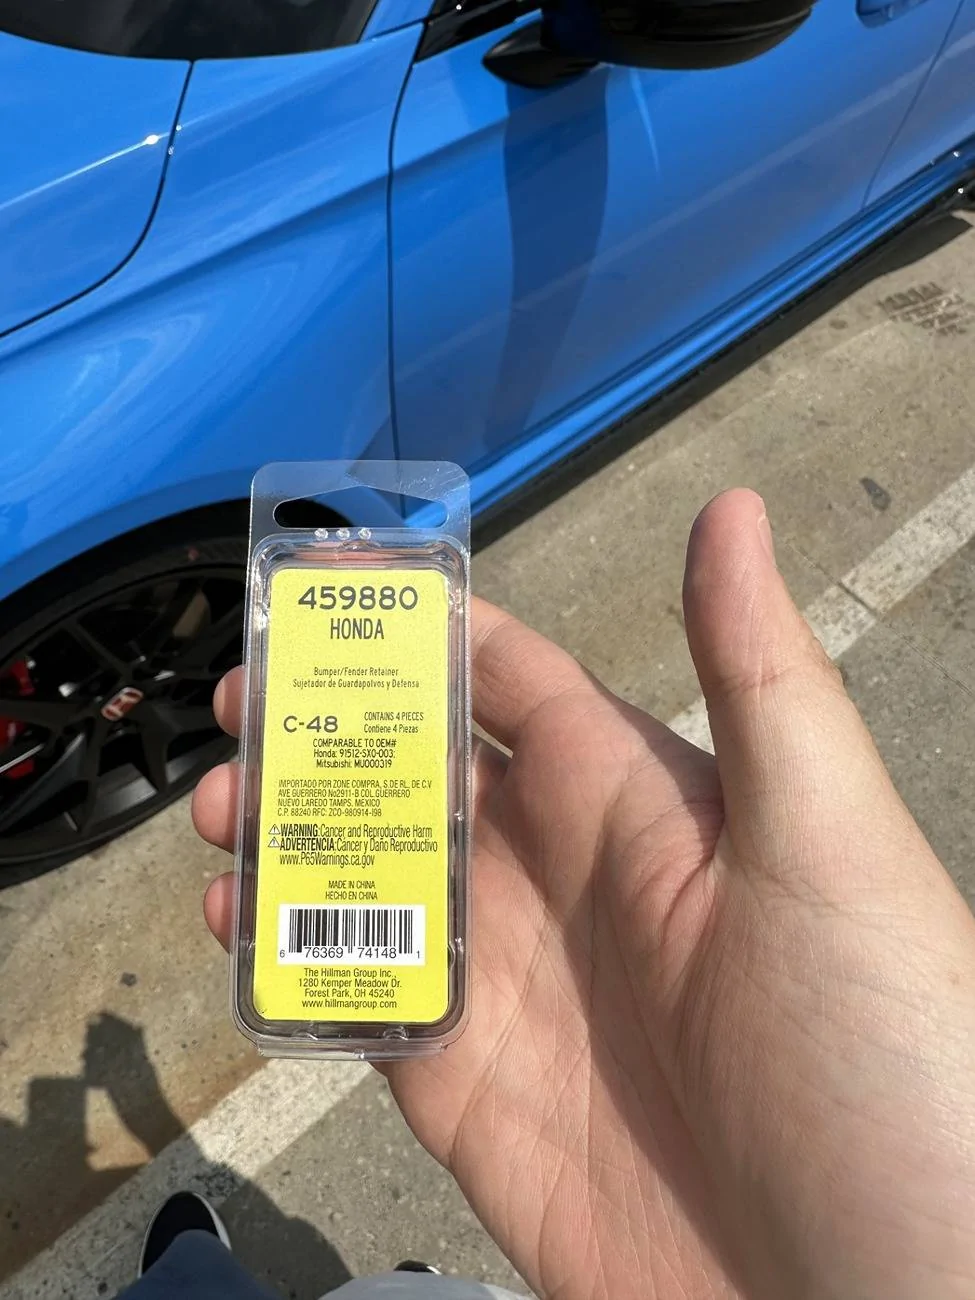 459880
HONDA
Bumper/Fender Retainer
Sujetador de Guardapolvos y Defensa
C-48 CONTAINS 4 PIECES
Contiene 4 Piezas
COMPARABLE TO OEM#
Honda: 91512-SX0-003;
Mitsubishi: MU000319
IMPORTADO POR ZONE COMPRA, S.DE RL. DE C.V
AVE GUERRERO No2911-B COL. GUERRERO
NUEVO LAREDO TAMPS. MEXICO
C.P. 88240 RFC: ZCO-980914-I98
⚠WARNING:Cancer and Reproductive Harm
⚠ADVERTENCIA:Cancer y Daño Reproductivo
www.P65Warnings.ca.gov
MADE IN CHINA
HECHO EN CHINA
6 76369 74148 1
The Hillman Group Inc.,
1280 Kemper Meadow Dr.
Forest Park, OH 45240
www.hillmangroup.com